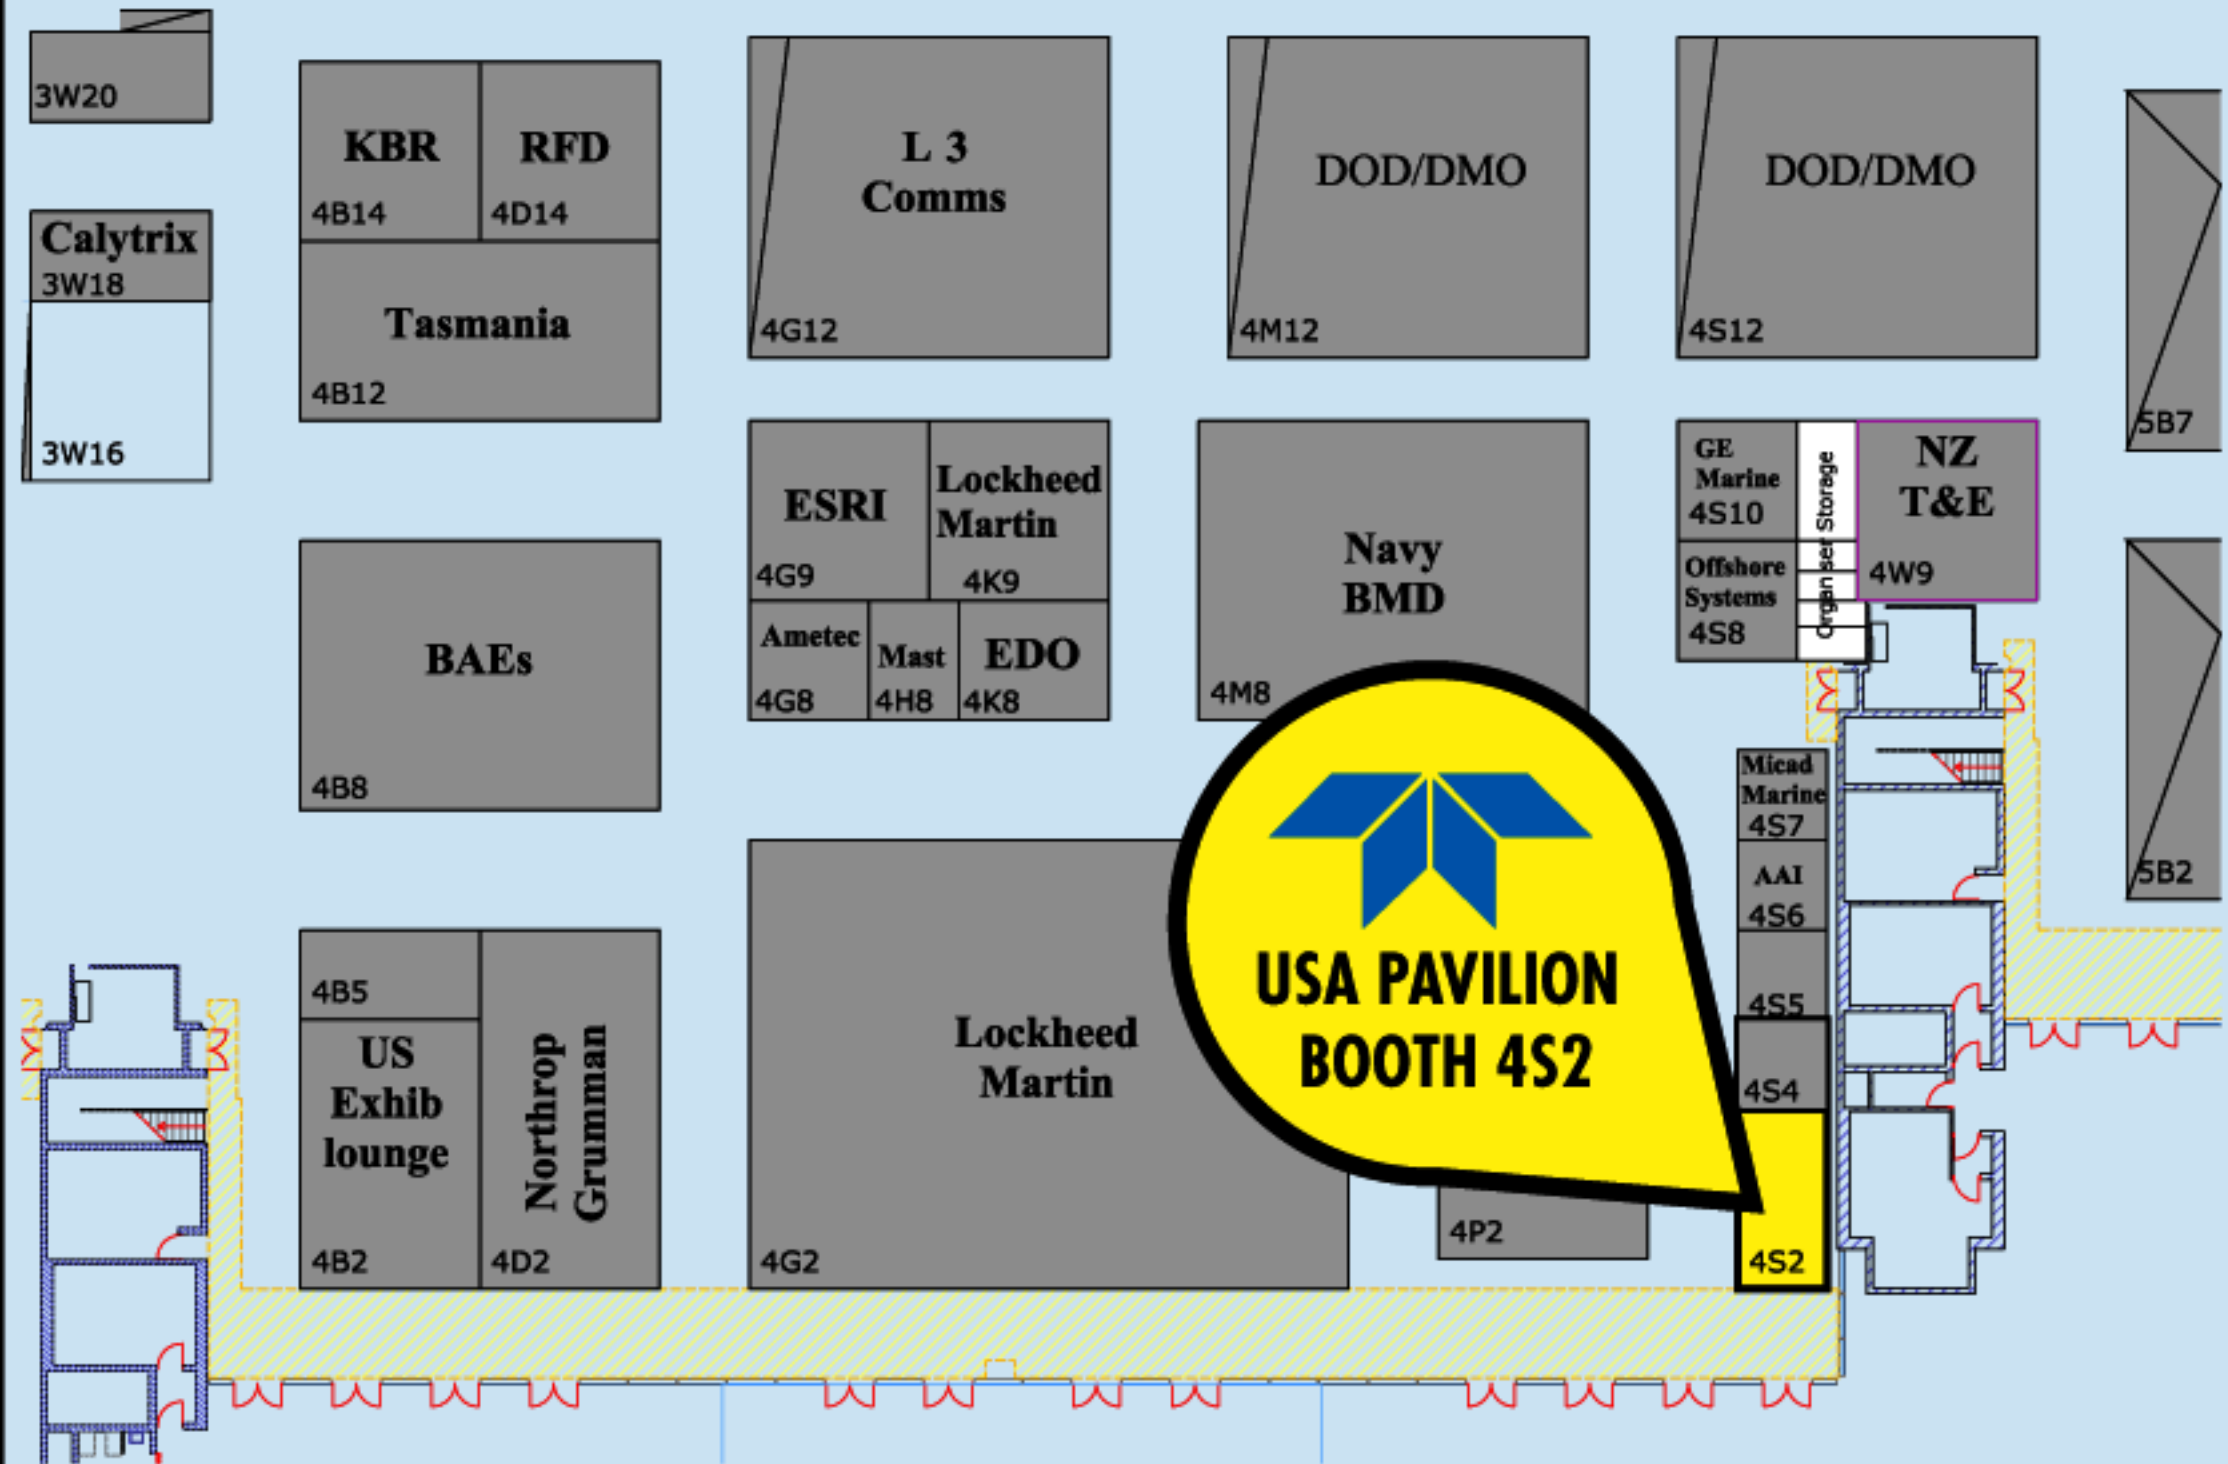 3W20
KBR
4B14
RFD
4D14
L 3
Comms
4G12
DOD/DMO
4M12
DOD/DMO
4S12
Calytrix
3W18
3W16
Tasmania
4B12
5B7
ESRI
4G9
Lockheed
Martin
4K9
Navy
BMD
4M8
GE
Marine
4S10
Organiser Storage
NZ
T&E
4W9
Offshore
Systems
4S8
BAEs
4B8
Ametec
4G8
Mast
4H8
EDO
4K8
Micad
Marine
4S7
AAI
4S6
5B2
4B5
US
Exhib
lounge
4B2
Northrop
Grumman
4D2
Lockheed
Martin
4G2
USA PAVILION
BOOTH 4S2
4S5
4S4
4P2
4S2